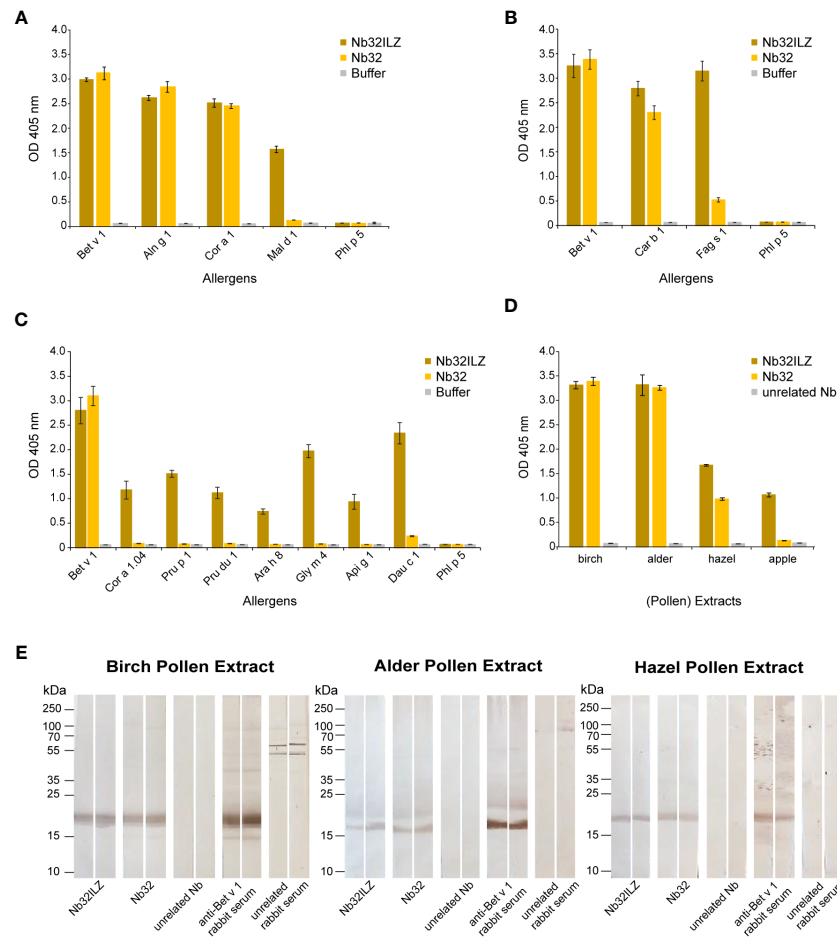 A
4.0
3.5
3.0
2.5
2.0
1.5
1.0
0.5
0
OD 405 nm
Nb32ILZ
Nb32
Buffer
Bet v 1
Aln g 1
Cor a 1
Mal d 1
Phl p 5
Allergens
B
4.0
3.5
3.0
2.5
2.0
1.5
1.0
0.5
0
OD 405 nm
Nb32ILZ
Nb32
Buffer
Bet v 1
Car b 1
Fag s 1
Phl p 5
Allergens
C
4.0
3.5
3.0
2.5
2.0
1.5
1.0
0.5
0
OD 405 nm
Nb32ILZ
Nb32
Buffer
Bet v 1
Cor a 1.04
Pru p 1
Pru du 1
Ara h 8
Gly m 4
Api g 1
Dau c 1
Phl p 5
Allergens
D
4.0
3.5
3.0
2.5
2.0
1.5
1.0
0.5
0
OD 405 nm
Nb32ILZ
Nb32
unrelated Nb
birch
alder
hazel
apple
(Pollen) Extracts
E
Birch Pollen Extract
kDa
250
100
70
55
35
25
15
10
Nb32ILZ
Nb32
unrelated Nb
anti-Bet v 1
rabbit serum
unrelated
rabbit serum
Alder Pollen Extract
kDa
250
100
70
55
35
25
15
10
Nb32ILZ
Nb32
unrelated Nb
anti-Bet v 1
rabbit serum
unrelated
rabbit serum
Hazel Pollen Extract
kDa
250
100
70
55
35
25
15
10
Nb32ILZ
Nb32
unrelated Nb
anti-Bet v 1
rabbit serum
unrelated
rabbit serum